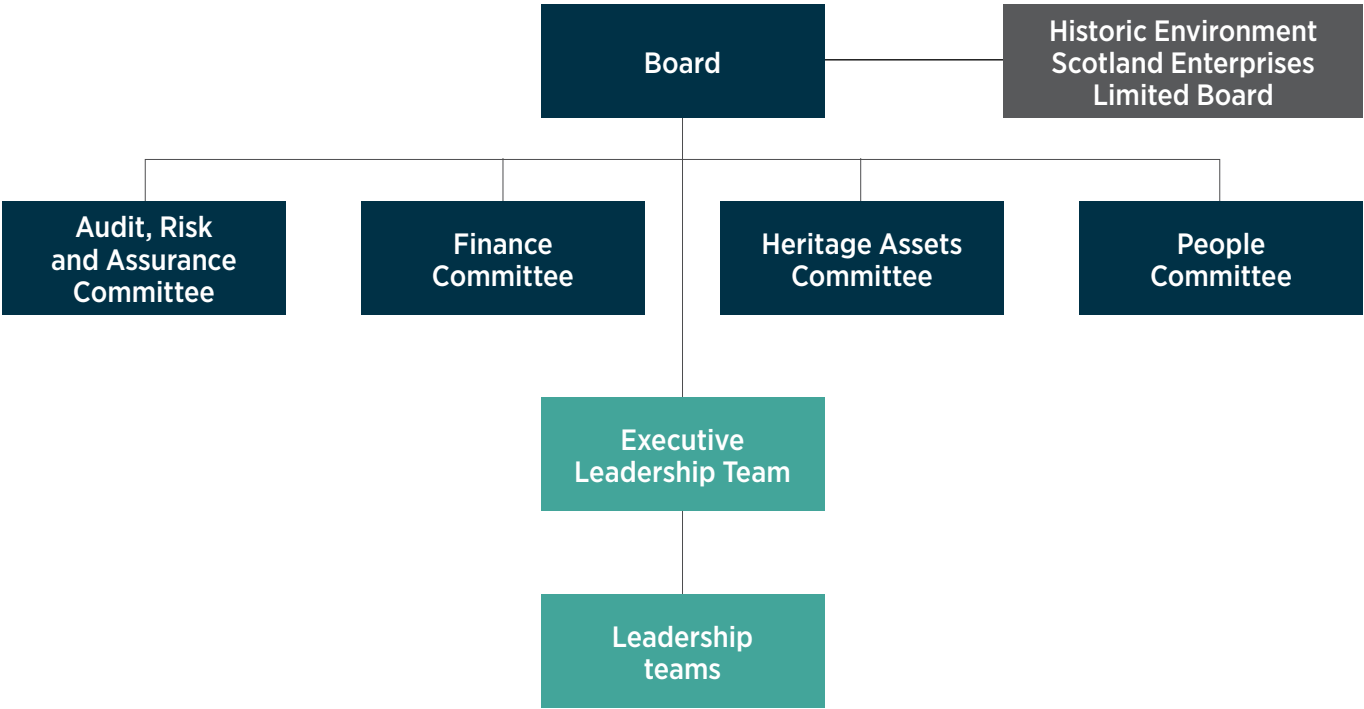 Board
Historic Environment
Scotland Enterprises
Limited Board
Audit, Risk
and Assurance
Committee
Finance
Committee
Heritage Assets
Committee
People
Committee
Executive
Leadership Team
Leadership
teams